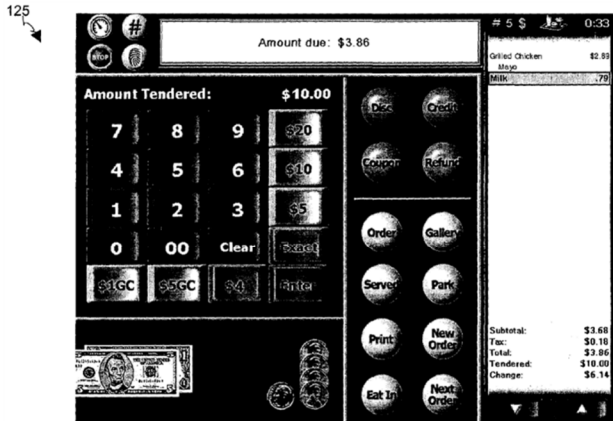 125
STOP
#
Amount due: $3.86
# 5 $
0:33
Grilled Chicken $2.89
Mayo
Milk .79
Amount Tendered: $10.00
7 8 9 $20
4 5 6 $10
1 2 3 $5
0 00 Clear Exact
$1GC $5GC $4 Enter
Disc Credit
Coupon Refund
Order Gallery
Server Park
Print New Order
Eat In Next Order
Subtotal: $3.68
Tax: $0.18
Total: $3.86
Tendered: $10.00
Change: $6.14